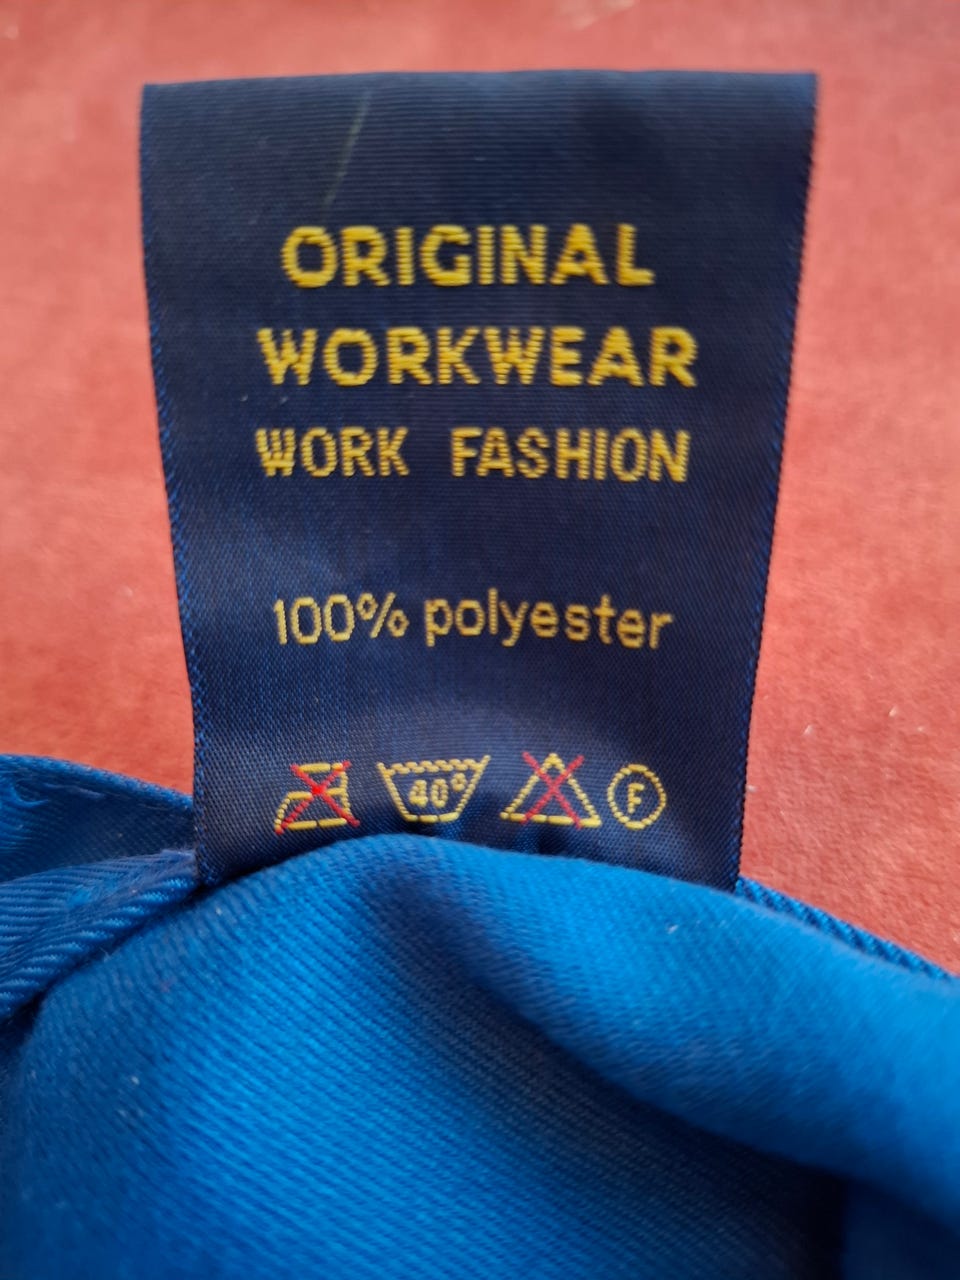 ORIGINAL
WORKWEAR
WORK FASHION
100% polyester
40° F